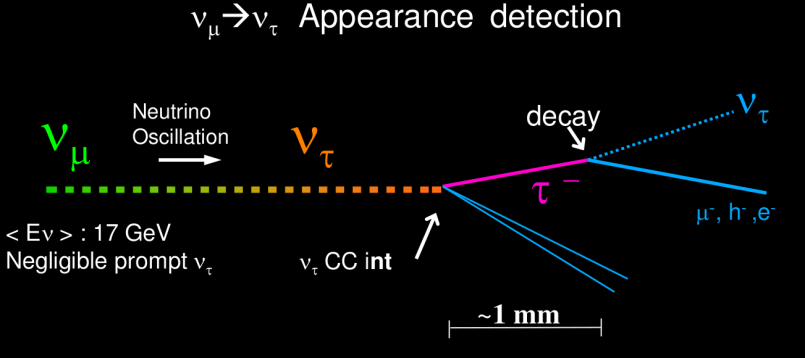 νμ→ντ Appearance detection
Neutrino
Oscillation
νμ
ντ
decay
ντ
τ⁻
μ⁻, h⁻ ,e⁻
< Eν > : 17 GeV
Negligible prompt ντ
ντ CC int
~1 mm